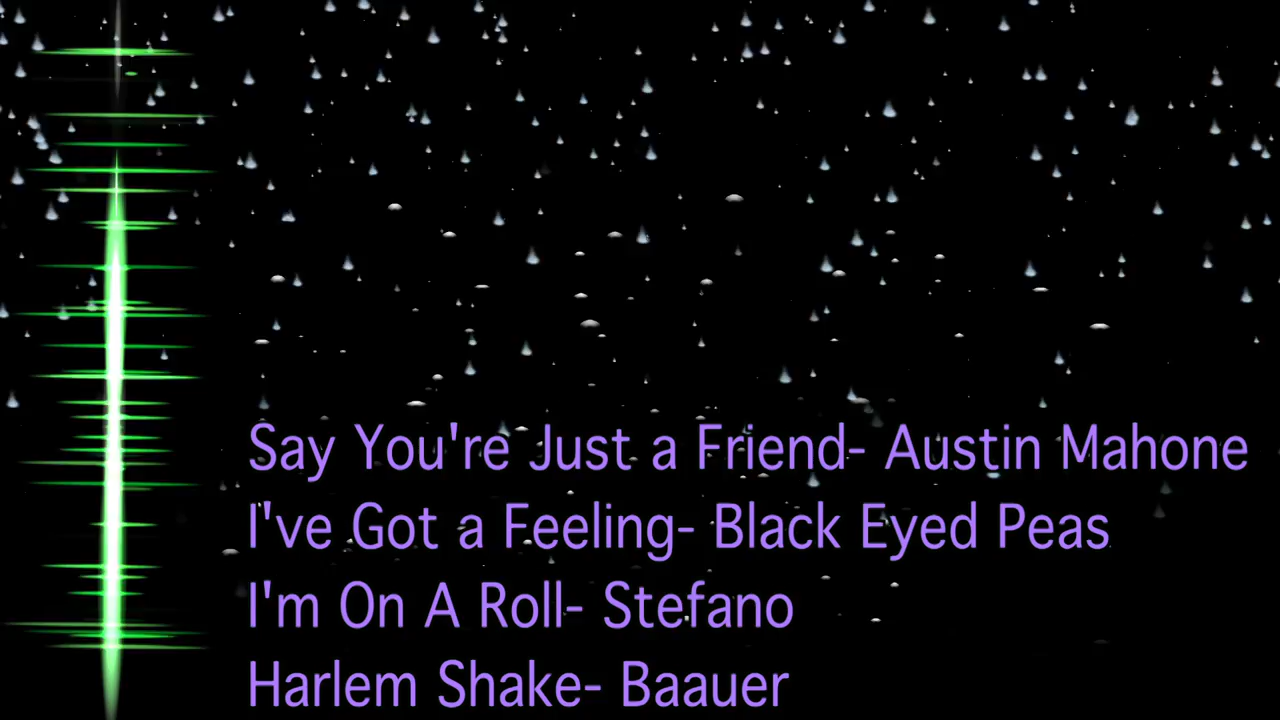 Say You're Just a Friend- Austin Mahone
I've Got a Feeling- Black Eyed Peas
I'm On A Roll- Stefano
Harlem Shake- Baauer